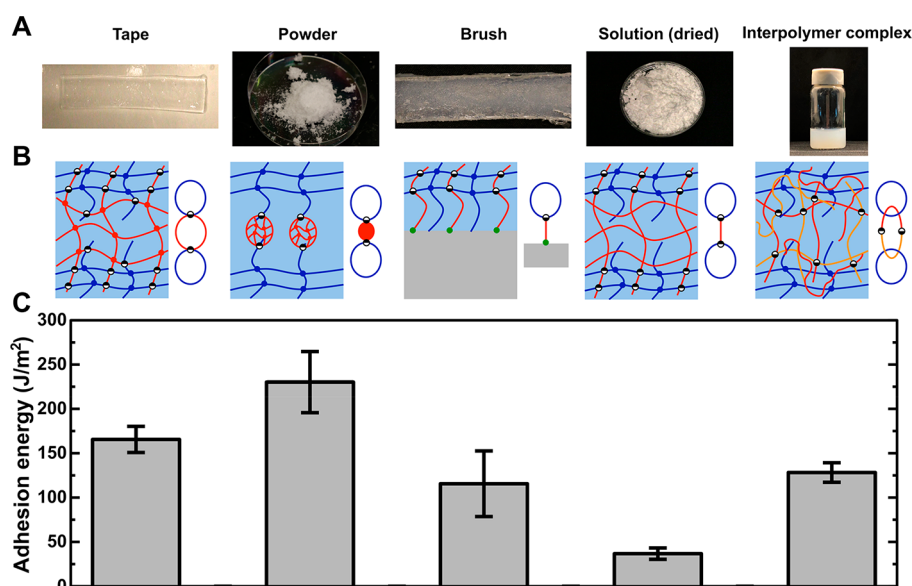 A
Tape
Powder
Brush
Solution (dried)
Interpolymer complex
B
C
Adhesion energy (J/m²)
300
250
200
150
100
50
0